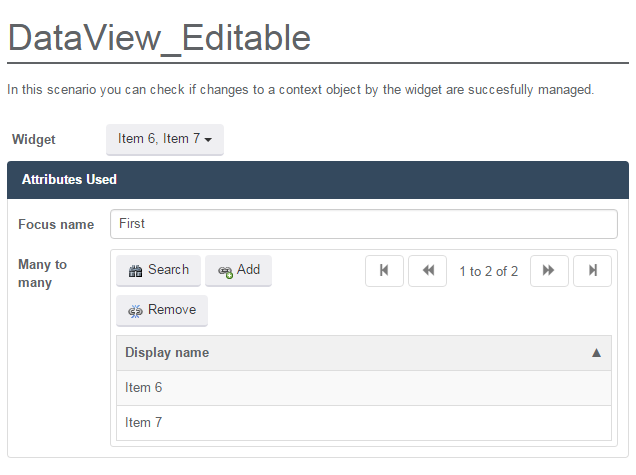 DataView_Editable
In this scenario you can check if changes to a context object by the widget are succesfully managed.
Widget Item 6, Item 7
Attributes Used
Focus name First
Many to many
Search Add 1 to 2 of 2
Remove
Display name
Item 6
Item 7